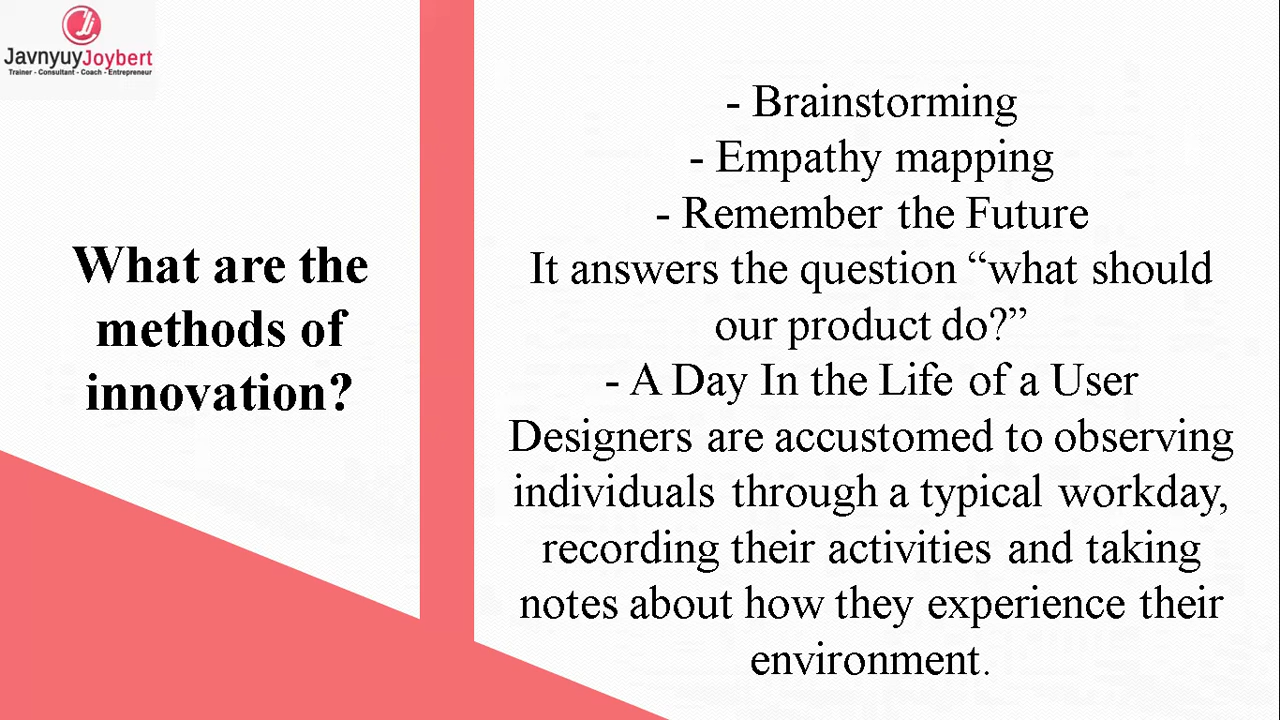 JavnyuyJoybert
Trainer - Consultant - Coach - Entrepreneur
What are the
methods of
innovation?
- Brainstorming
- Empathy mapping
- Remember the Future
It answers the question “what should
our product do?”
- A Day In the Life of a User
Designers are accustomed to observing
individuals through a typical workday,
recording their activities and taking
notes about how they experience their
environment.